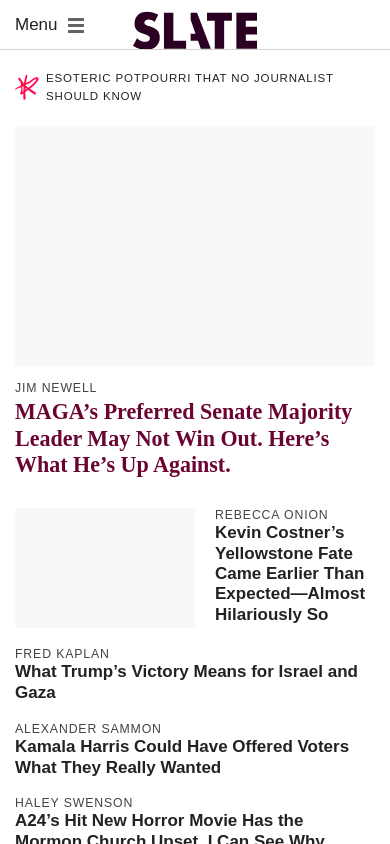 Menu
SLATE
ESOTERIC POTPOURRI THAT NO JOURNALIST
SHOULD KNOW
JIM NEWELL
MAGA’s Preferred Senate Majority
Leader May Not Win Out. Here’s
What He’s Up Against.
REBECCA ONION
Kevin Costner’s
Yellowstone Fate
Came Earlier Than
Expected—Almost
Hilariously So
FRED KAPLAN
What Trump’s Victory Means for Israel and
Gaza
ALEXANDER SAMMON
Kamala Harris Could Have Offered Voters
What They Really Wanted
HALEY SWENSON
A24’s Hit New Horror Movie Has the
Mormon Church Upset. I Can See Why.